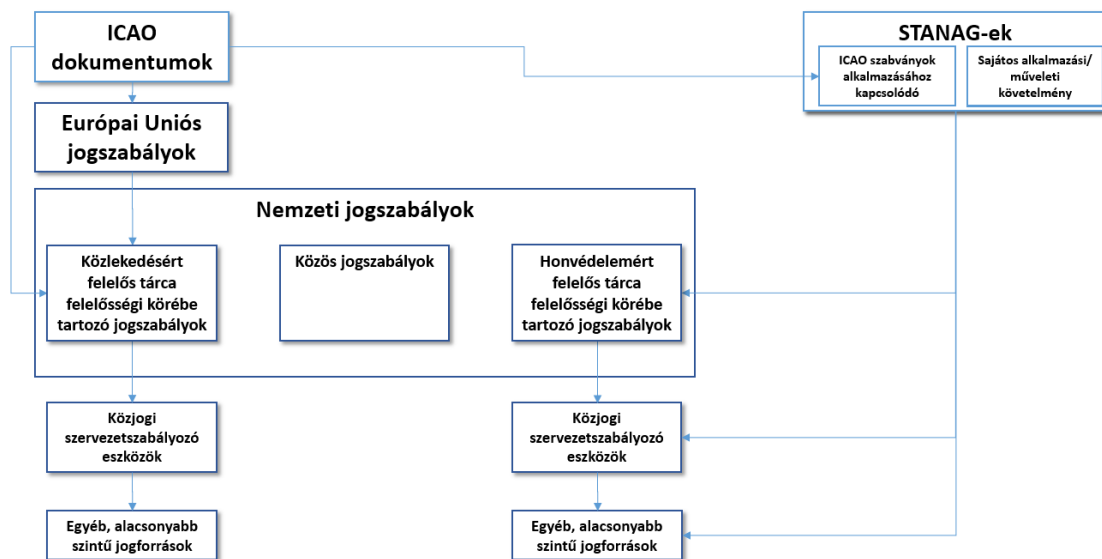 ICAO
dokumentumok
STANAG-ek
ICAO szabványok
alkalmazásához
kapcsolódó
Sajátos alkalmazási/
műveleti
követelmény
Európai Uniós
jogszabályok
Nemzeti jogszabályok
Közlekedésért
felelős tárca
felelősségi körébe
tartozó jogszabályok
Közös jogszabályok
Honvédelemért
felelős tárca
felelősségi körébe
tartozó jogszabályok
Közjogi
szervezetszabályozó
eszközök
Közjogi
szervezetszabályozó
eszközök
Egyéb, alacsonyabb
szintű jogforrások
Egyéb, alacsonyabb
szintű jogforrások